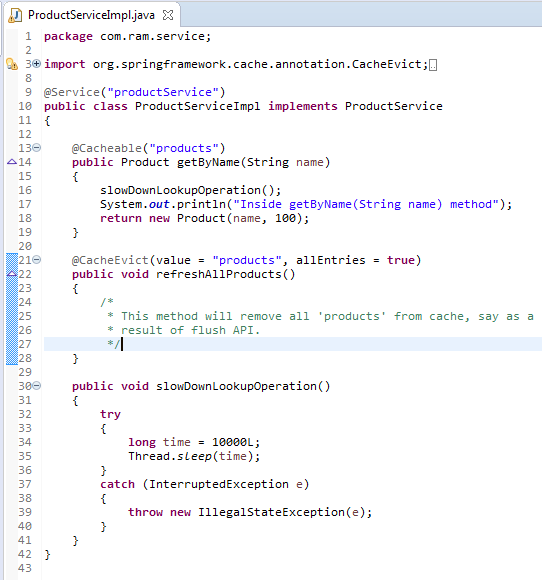 ProductServiceImpl.java
1 package com.ram.service;
2
3 import org.springframework.cache.annotation.CacheEvict;
8
9 @Service("productService")
10 public class ProductServiceImpl implements ProductService
11 {
12
13     @Cacheable("products")
14     public Product getByName(String name)
15     {
16         slowDownLookupOperation();
17         System.out.println("Inside getByName(String name) method");
18         return new Product(name, 100);
19     }
20
21     @CacheEvict(value = "products", allEntries = true)
22     public void refreshAllProducts()
23     {
24         /*
25          * This method will remove all 'products' from cache, say as a
26          * result of flush API.
27          */
28     }
29
30     public void slowDownLookupOperation()
31     {
32         try
33         {
34             long time = 10000L;
35             Thread.sleep(time);
36         }
37         catch (InterruptedException e)
38         {
39             throw new IllegalStateException(e);
40         }
41     }
42 }
43